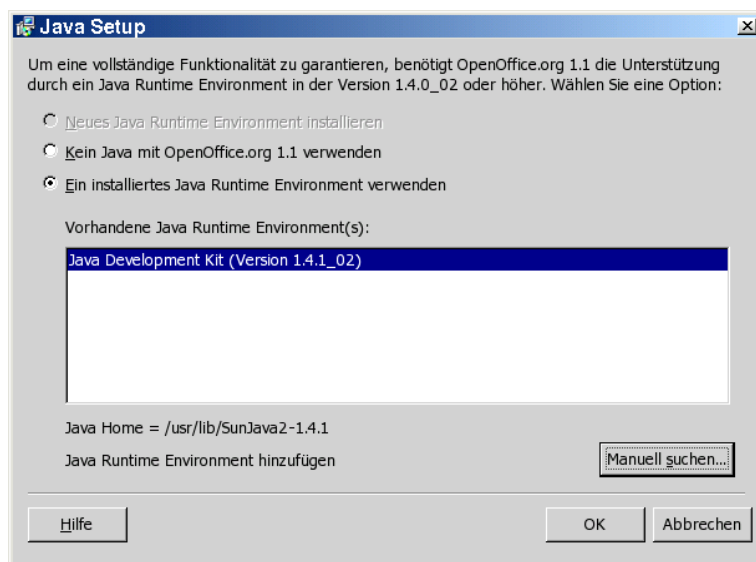 Java Setup
Um eine vollständige Funktionalität zu garantieren, benötigt OpenOffice.org 1.1 die Unterstützung
durch ein Java Runtime Environment in der Version 1.4.0_02 oder höher. Wählen Sie eine Option:
Neues Java Runtime Environment installieren
Kein Java mit OpenOffice.org 1.1 verwenden
Ein installiertes Java Runtime Environment verwenden
Vorhandene Java Runtime Environment(s):
Java Development Kit (Version 1.4.1_02)
Java Home = /usr/lib/SunJava2-1.4.1
Java Runtime Environment hinzufügen
Manuell suchen...
Hilfe
OK
Abbrechen